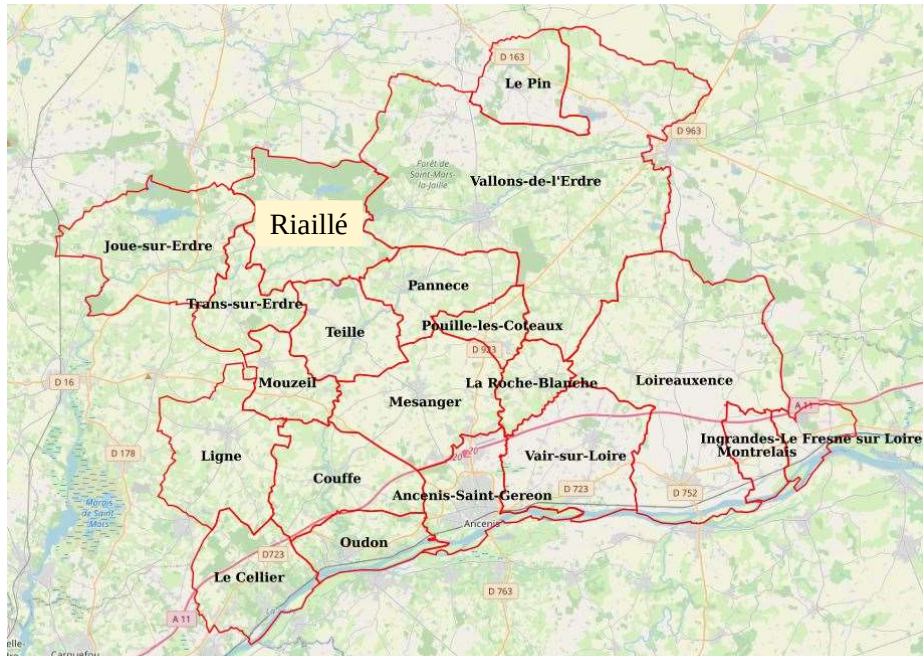 D 163
Le Pin
D 963
Forêt de
Saint-Mars-
la-Jaille
Vallons-de-l'Erdre
Riaillé
Joue-sur-Erdre
Pannece
Trans-sur-Erdre
Teille
Pouille-les-Coteaux
D 923
D 16
Mouzeil
Mesanger
La Roche-Blanche
Loireauxence
A 11
D 178
Ligne
Couffe
Vair-sur-Loire
Ingrandes-Le Fresne sur Loire
Montrelais
Marais
de Saint-
Mars
Ancenis-Saint-Gereon
D 723
D 752
Ancenis
D723
Oudon
Le Cellier
D 763
A 11
Carquefou